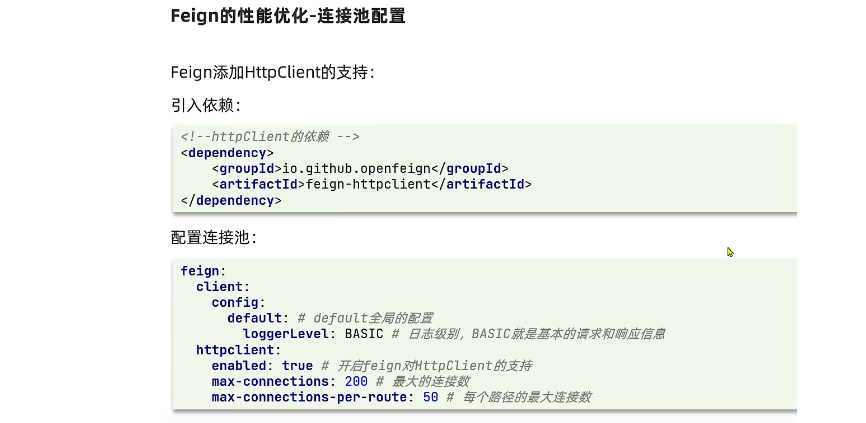 Feign的性能优化-连接池配置
Feign添加HttpClient的支持：
引入依赖：
<!--httpClient的依赖 -->
<dependency>
    <groupId>io.github.openfeign</groupId>
    <artifactId>feign-httpclient</artifactId>
</dependency>
配置连接池：
feign:
  client:
    config:
      default: # default全局的配置
        loggerLevel: BASIC # 日志级别，BASIC就是基本的请求和响应信息
  httpclient:
    enabled: true # 开启feign对HttpClient的支持
    max-connections: 200 # 最大的连接数
    max-connections-per-route: 50 # 每个路径的最大连接数